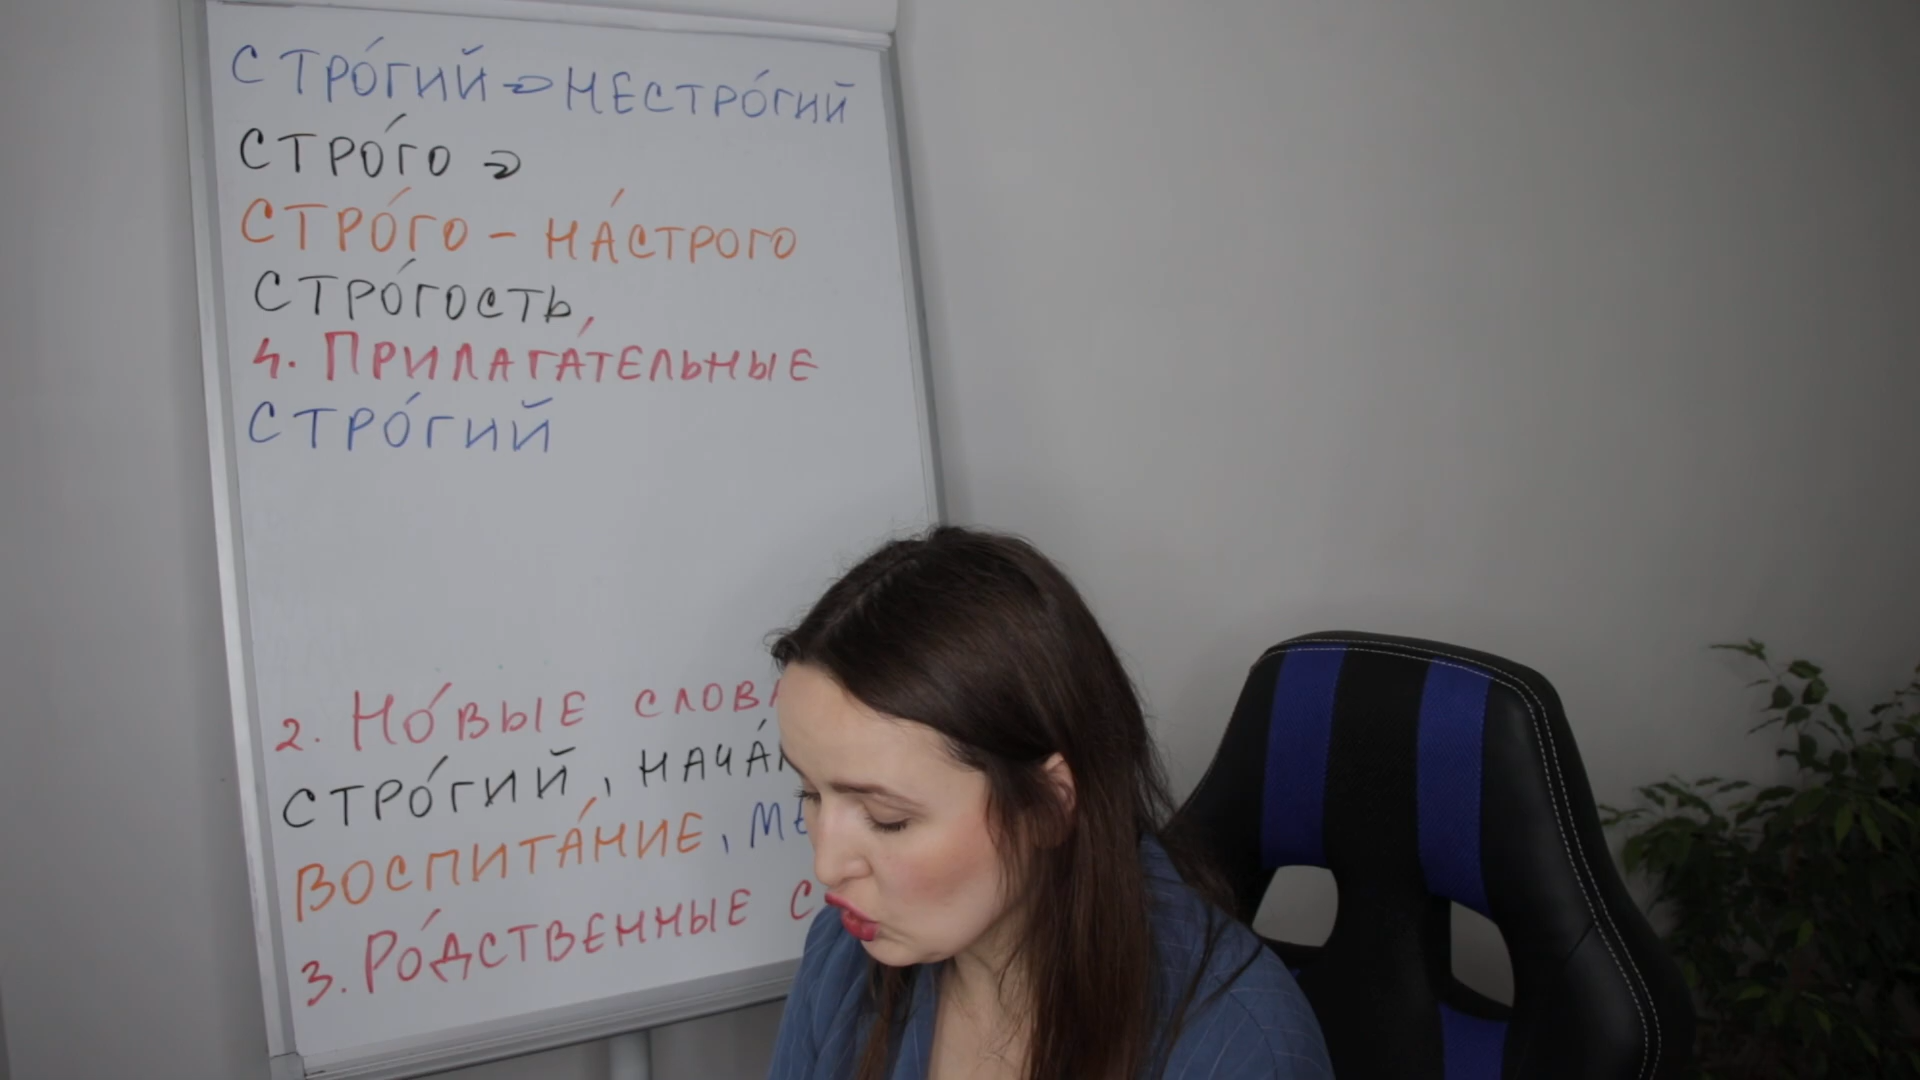 СТРО́ГИЙ → НЕСТРО́ГИЙ
СТРО́ГО →
СТРО́ГО - НА́СТРОГО
СТРО́ГОСТЬ
4. ПРИЛАГА́ТЕЛЬНЫЕ
СТРО́ГИЙ
2. НО́ВЫЕ СЛОВА
СТРО́ГИЙ, 
ВОСПИТА́НИЕ,
3. РО́ДСТВЕННЫЕ